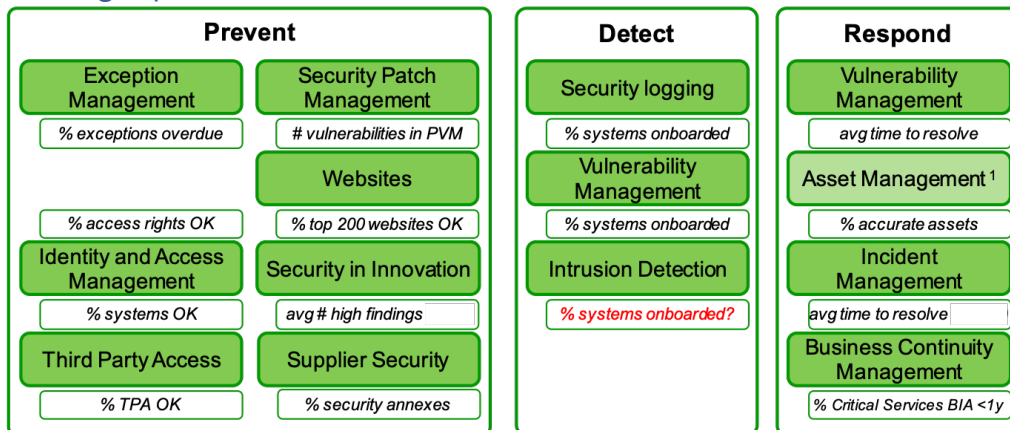 Prevent
Exception
Management
% exceptions overdue
% access rights OK
Identity and Access
Management
% systems OK
Third Party Access
% TPA OK
Security Patch
Management
# vulnerabilities in PVM
Websites
% top 200 websites OK
Security in Innovation
avg # high findings
Supplier Security
% security annexes
Detect
Security logging
% systems onboarded
Vulnerability
Management
% systems onboarded
Intrusion Detection
% systems onboarded?
Respond
Vulnerability
Management
avg time to resolve
Asset Management ¹
% accurate assets
Incident
Management
avg time to resolve
Business Continuity
Management
% Critical Services BIA <1y